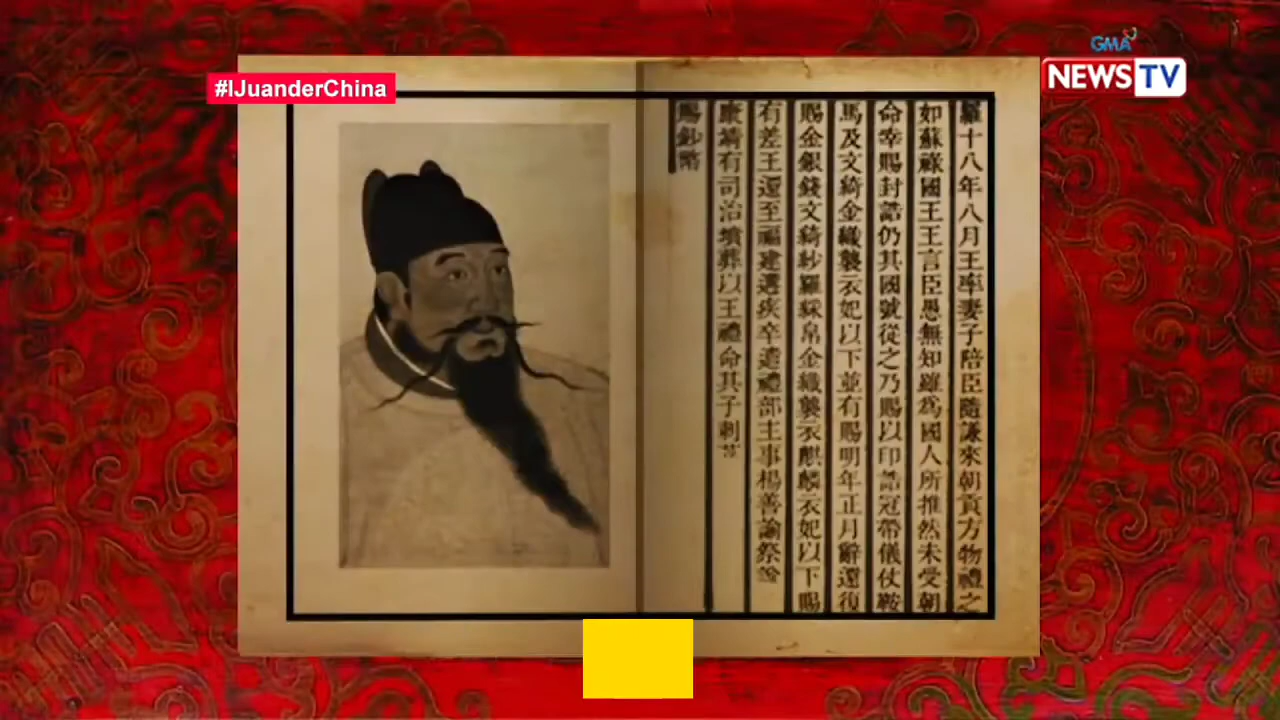 #IJuanderChina
GMA
NEWS TV
羅十八年八月王率妻子陪臣隨謙來朝貢方物禮之
如蘇祿國王王言臣愚無知雖爲國人所推然未受朝
命幸賜封誥仍其國號從之乃賜以印誥冠帶儀仗鞍
馬及文綺金織襲衣妃以下並有賜明年正月辭還復
賜金銀錢文綺紗羅綵帛金織襲衣麒麟衣妃以下賜
有差王還至福建遘疾卒遣禮部主事楊善諭祭諡
康靖有司治墳葬以王禮命其子剌苾
賜鈔幣